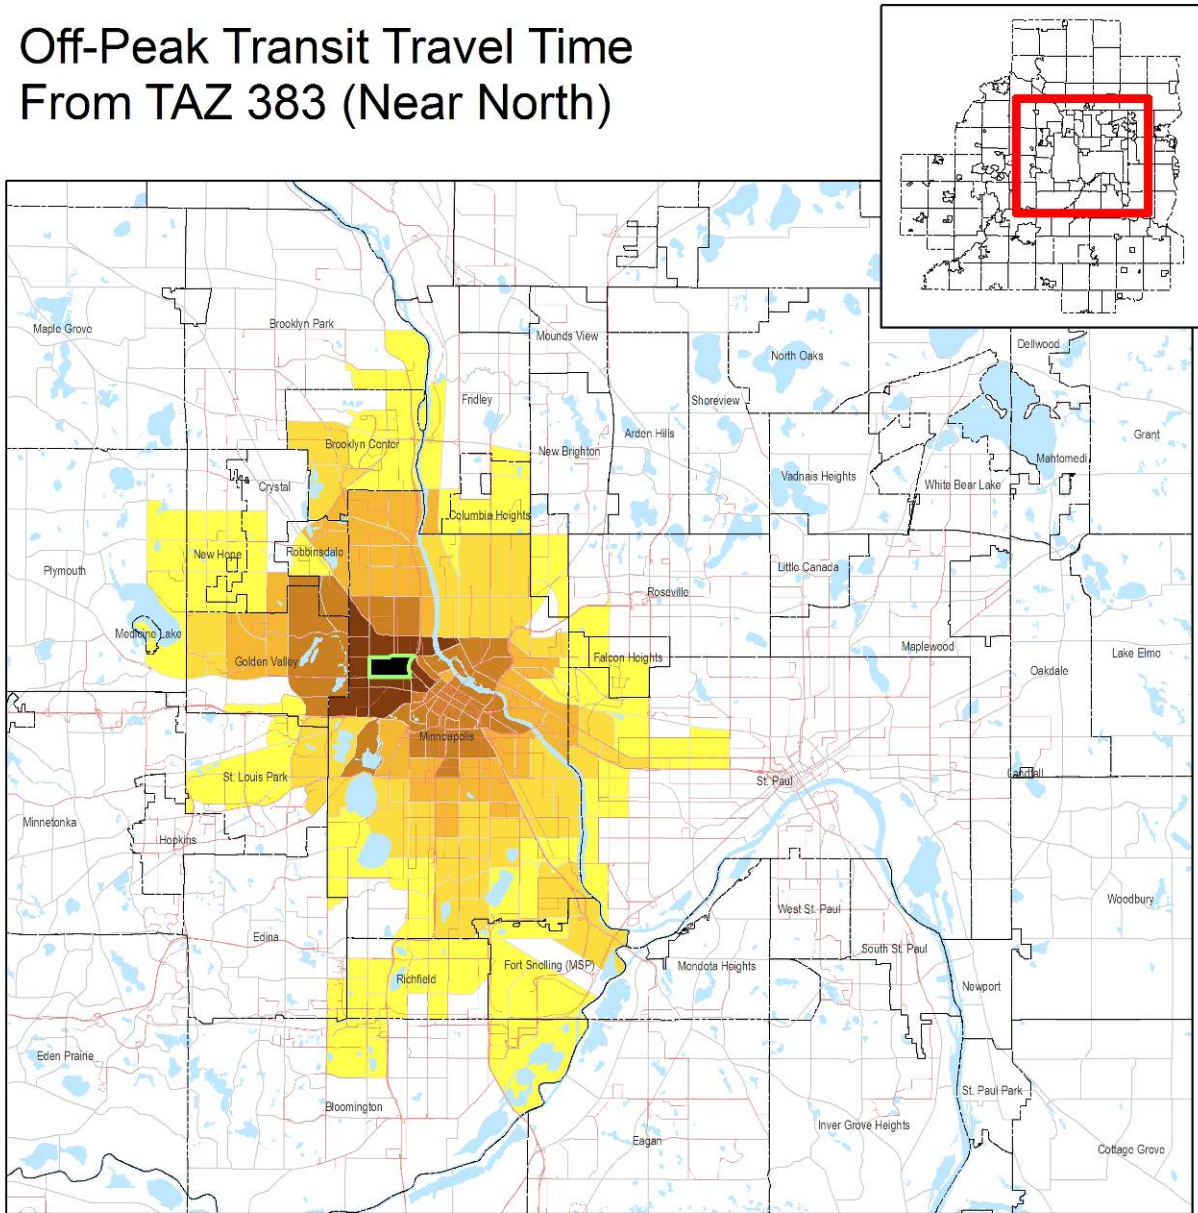 Off-Peak Transit Travel Time
From TAZ 383 (Near North)
Maple Grove
Brooklyn Park
Mounds View
North Oaks
Dellwood
Fridley
Shoreview
Brooklyn Center
Arden Hills
Grant
New Brighton
Mahtomedi
Crystal
Vadnais Heights
White Bear Lake
Columbia Heights
New Hope
Robbinsdale
Plymouth
Little Canada
Roseville
Medicine Lake
Golden Valley
Falcon Heights
Maplewood
Lake Elmo
Oakdale
Minneapolis
St. Louis Park
St. Paul
Landfall
Minnetonka
Hopkins
Woodbury
West St. Paul
Edina
South St. Paul
Fort Snelling (MSP)
Mendota Heights
Richfield
Newport
Eden Prairie
St. Paul Park
Bloomington
Inver Grove Heights
Eagan
Cottage Grove